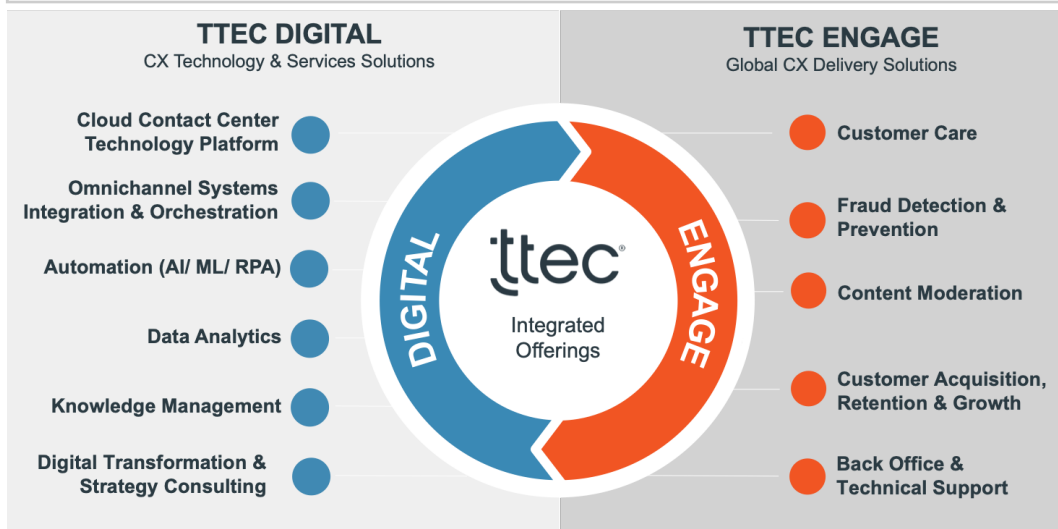 TTEC DIGITAL
CX Technology & Services Solutions
Cloud Contact Center
Technology Platform
Omnichannel Systems
Integration & Orchestration
Automation (AI/ ML/ RPA)
Data Analytics
Knowledge Management
Digital Transformation &
Strategy Consulting
DIGITAL
ttec®
Integrated
Offerings
ENGAGE
TTEC ENGAGE
Global CX Delivery Solutions
Customer Care
Fraud Detection &
Prevention
Content Moderation
Customer Acquisition,
Retention & Growth
Back Office &
Technical Support